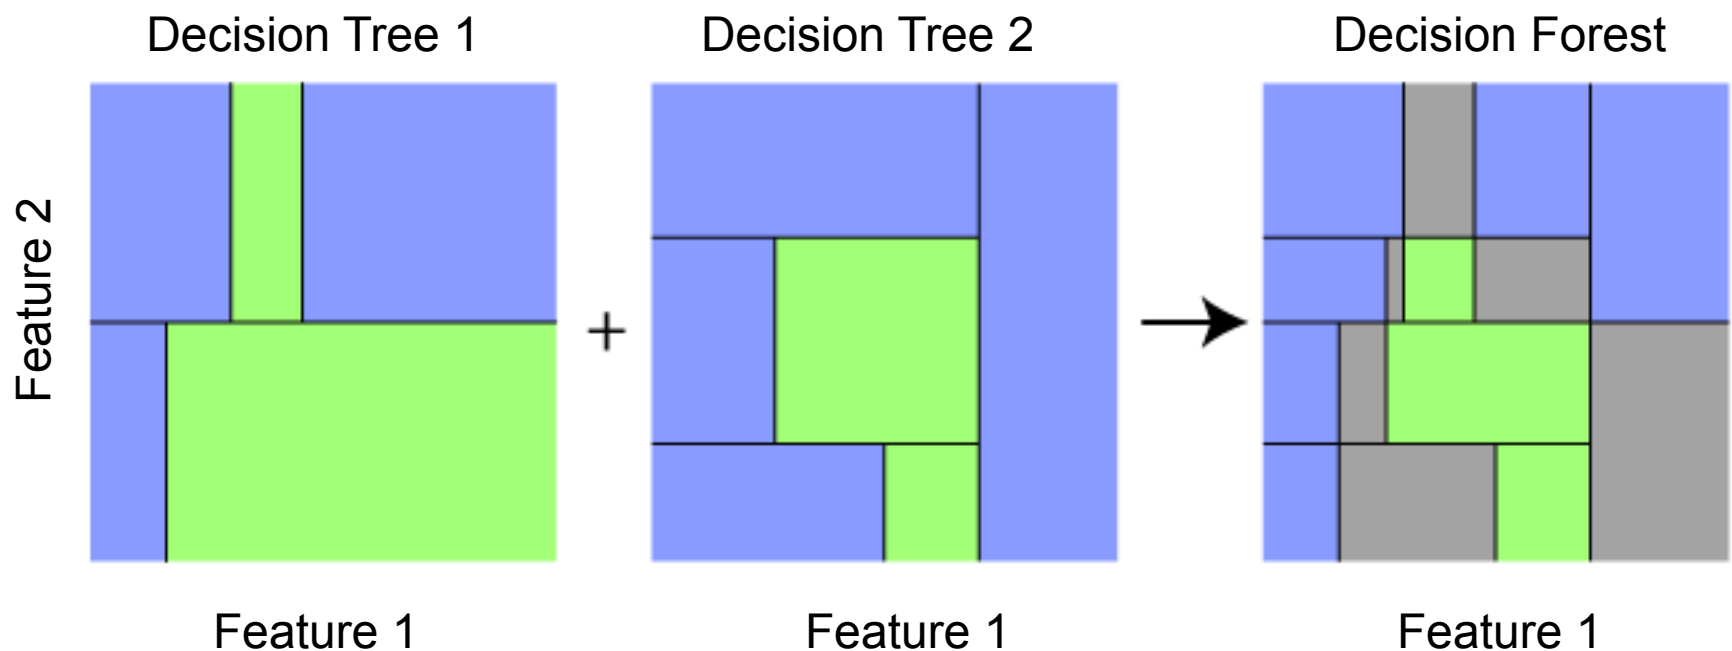 Decision Tree 1
Decision Tree 2
Decision Forest
Feature 2
+
Feature 1
Feature 1
Feature 1